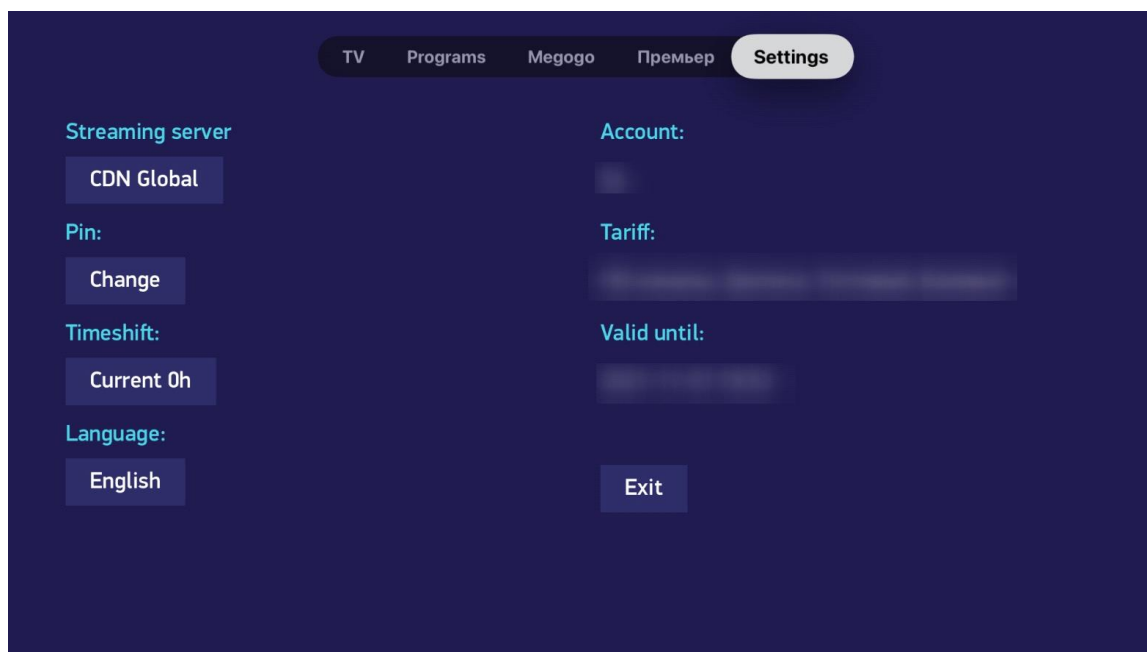 TV Programs Megogo Премьер Settings
Streaming server
CDN Global
Pin:
Change
Timeshift:
Current 0h
Language:
English
Account:
Tariff:
Valid until:
Exit